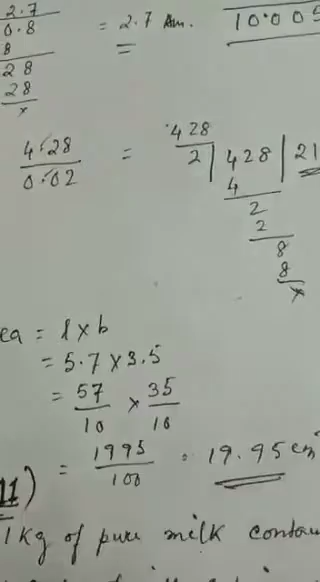 2.7
0.8 = 2.7 Ans. 10.005
8
28
28
x
4.28 / 0.02 = 428 / 2 | 428 | 21
4
2
2
8
8
x
ea = l x b
= 5.7 x 3.5
= 57/10 x 35/10
= 1995/100 = 19.95 cm
11)
1 Kg of pure milk contain